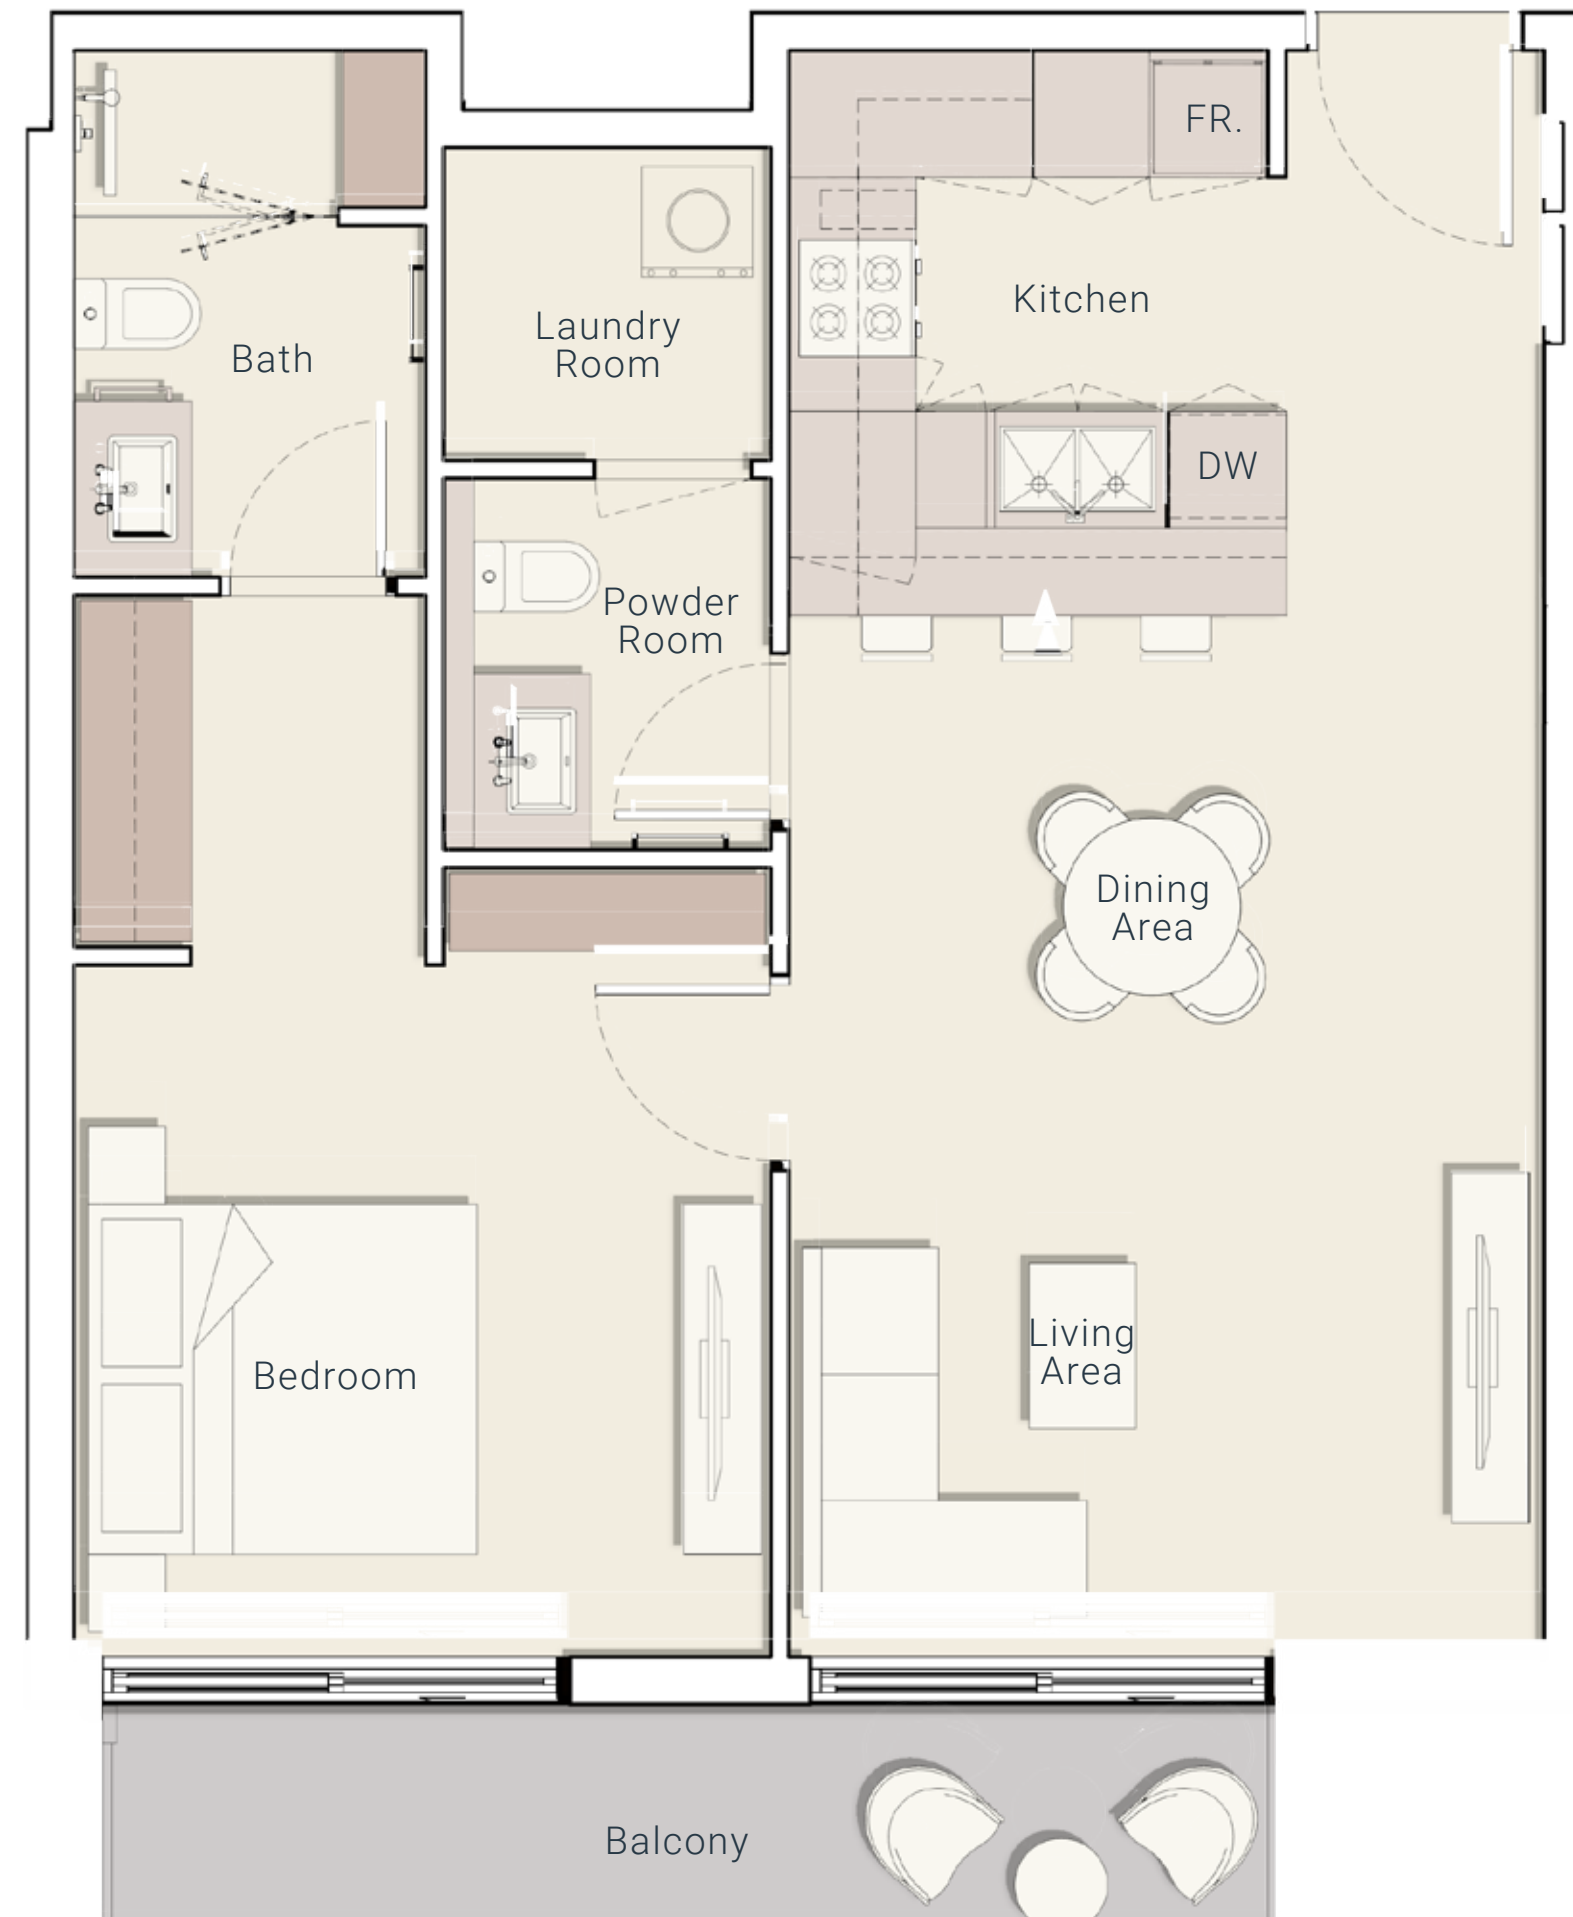 FR.
Kitchen
Laundry
Room
Bath
DW
Powder
Room
Dining
Area
Living
Area
Bedroom
Balcony